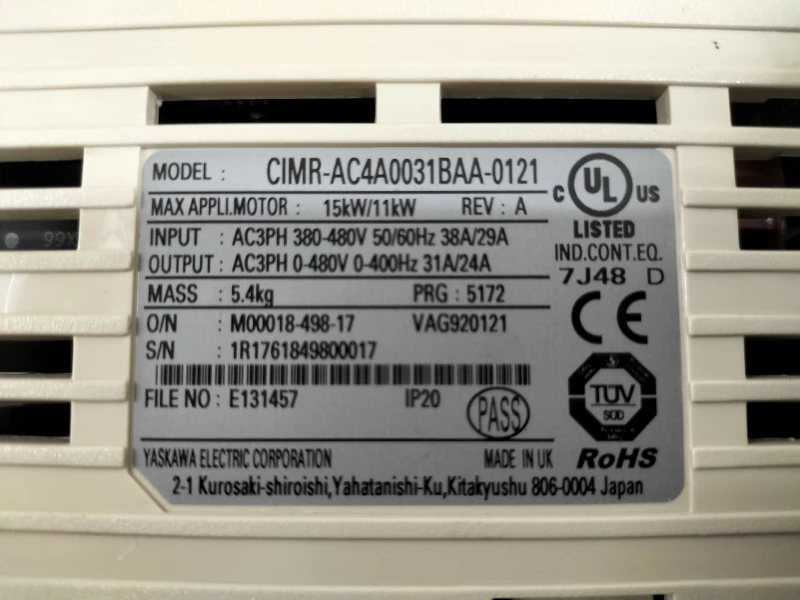 MODEL : CIMR-AC4A0031BAA-0121
MAX APPLI.MOTOR : 15kW/11kW REV : A
INPUT : AC3PH 380-480V 50/60Hz 38A/29A
OUTPUT : AC3PH 0-480V 0-400Hz 31A/24A
MASS : 5.4kg PRG : 5172
O/N : M00018-498-17 VAG920121
S/N : 1R1761849800017
FILE NO : E131457 IP20 PASS
YASKAWA ELECTRIC CORPORATION MADE IN UK
2-1 Kurosaki-shiroishi,Yahatanishi-Ku,Kitakyushu 806-0004 Japan
C UL US
LISTED
IND.CONT.EQ.
7J48 D
CE
TÜV
SÜD
RoHS
99X